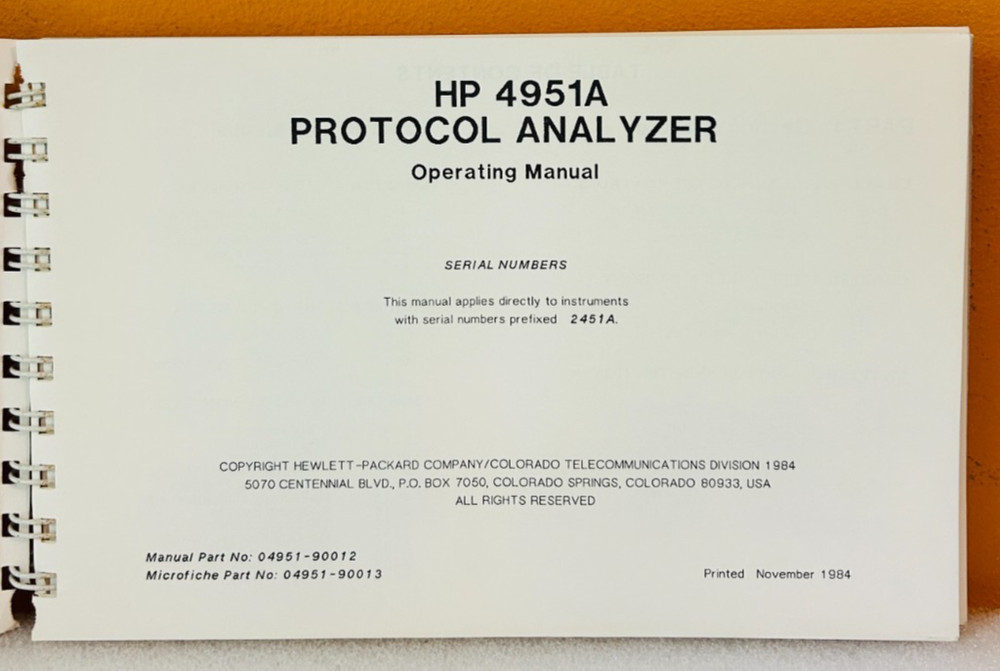 HP 4951A
PROTOCOL ANALYZER
Operating Manual
SERIAL NUMBERS
This manual applies directly to instruments
with serial numbers prefixed 2451A.
COPYRIGHT HEWLETT-PACKARD COMPANY/COLORADO TELECOMMUNICATIONS DIVISION 1984
5070 CENTENNIAL BLVD., P.O. BOX 7050, COLORADO SPRINGS, COLORADO 80933, USA
ALL RIGHTS RESERVED
Manual Part No: 04951-90012
Microfiche Part No: 04951-90013
Printed November 1984